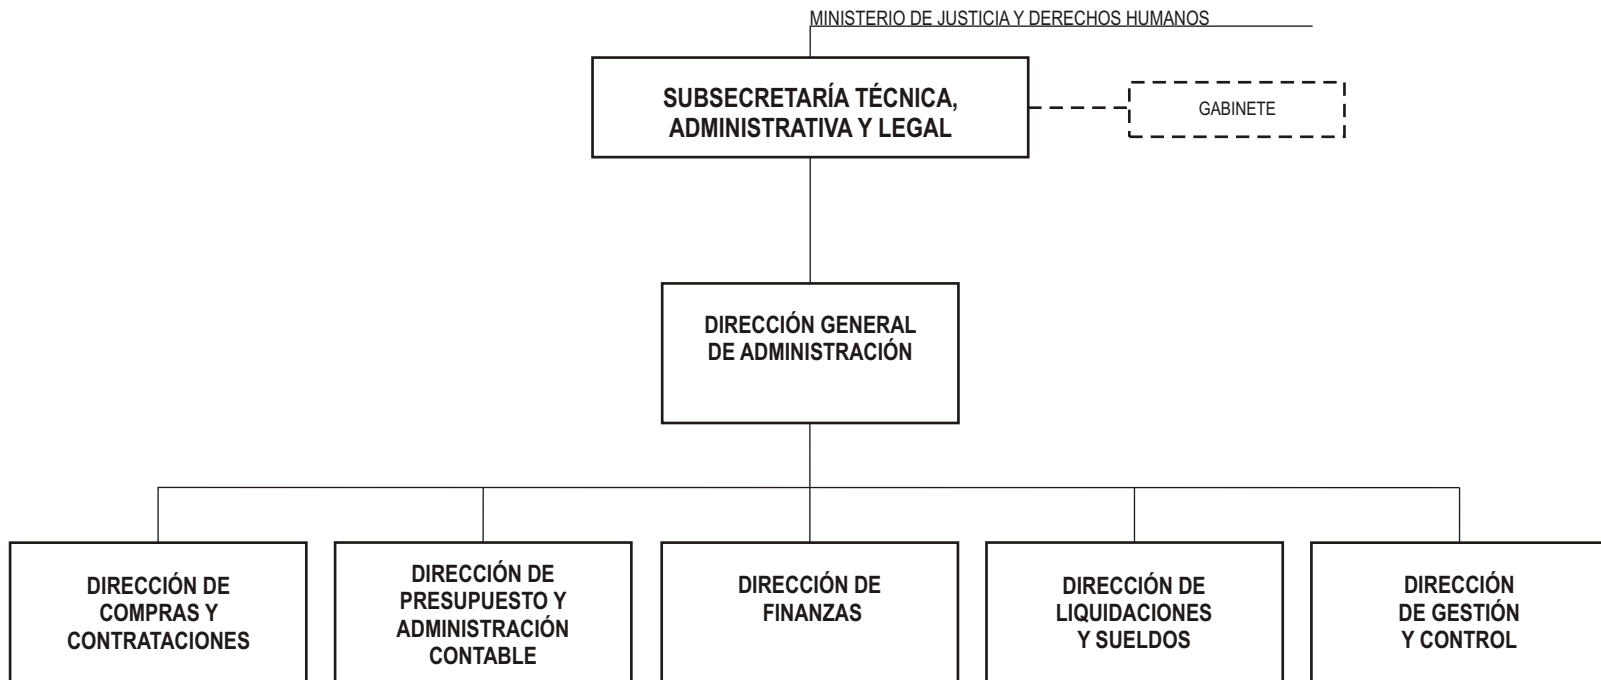 MINISTERIO DE JUSTICIA Y DERECHOS HUMANOS
SUBSECRETARÍA TÉCNICA,
ADMINISTRATIVA Y LEGAL
GABINETE
DIRECCIÓN GENERAL
DE ADMINISTRACIÓN
DIRECCIÓN DE
COMPRAS Y
CONTRATACIONES
DIRECCIÓN DE
PRESUPUESTO Y
ADMINISTRACIÓN
CONTABLE
DIRECCIÓN DE
FINANZAS
DIRECCIÓN DE
LIQUIDACIONES
Y SUELDOS
DIRECCIÓN
DE GESTIÓN
Y CONTROL